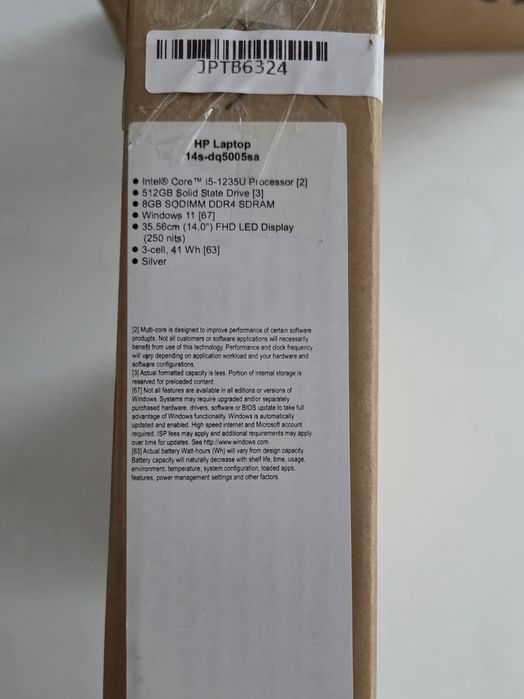 JPTB6324
HP Laptop
14s-dq5005sa
● Intel® Core™ i5-1235U Processor [2]
● 512GB Solid State Drive [3]
● 8GB SODIMM DDR4 SDRAM
● Windows 11 [67]
● 35.56cm (14.0") FHD LED Display
(250 nits)
● 3-cell, 41 Wh [63]
● Silver
[2] Multi-core is designed to improve performance of certain software
products. Not all customers or software applications will necessarily
benefit from use of this technology. Performance and clock frequency
will vary depending on application workload and your hardware and
software configurations.
[3] Actual formatted capacity is less. Portion of internal storage is
reserved for preloaded content.
[67] Not all features are available in all editions or versions of
Windows. Systems may require upgraded and/or separately
purchased hardware, drivers, software or BIOS update to take full
advantage of Windows functionality. Windows is automatically
updated and enabled. High speed internet and Microsoft account
required. ISP fees may apply and additional requirements may apply
over time for updates. See http://www.windows.com
[63] Actual battery Watt-hours (Wh) will vary from design capacity.
Battery capacity will naturally decrease with shelf life, time, usage,
environment, temperature, system configuration, loaded apps,
features, power management settings and other factors.